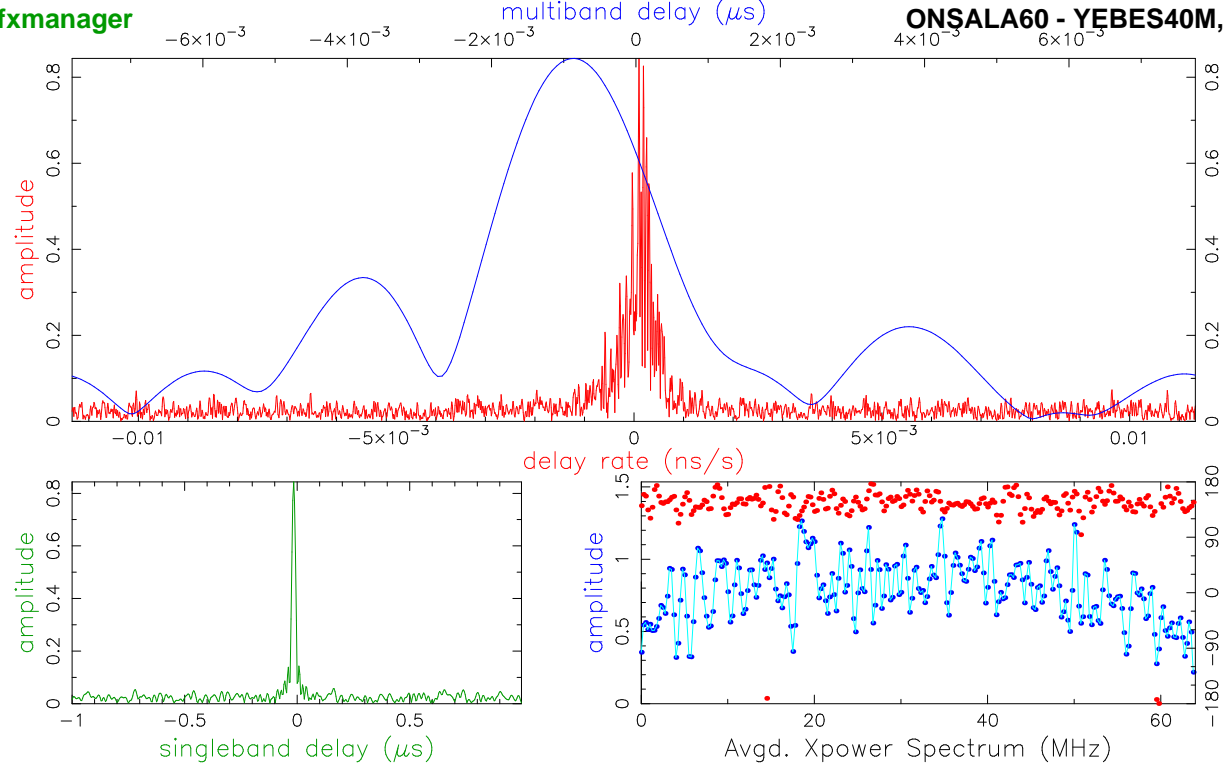 fxmanager
multiband delay (μs)
ONSALA60 - YEBES40M,
−6×10⁻³ −4×10⁻³ −2×10⁻³ 0 2×10⁻³ 4×10⁻³ 6×10⁻³
amplitude
0 0.2 0.4 0.6 0.8
0 0.2 0.4 0.6 0.8
−0.01 −5×10⁻³ 0 5×10⁻³ 0.01
delay rate (ns/s)
amplitude
0 0.2 0.4 0.6 0.8
−1 −0.5 0 0.5
singleband delay (μs)
amplitude
0 0.5 1 1.5
−180 −90 0 90 180
0 20 40 60
Avgd. Xpower Spectrum (MHz)